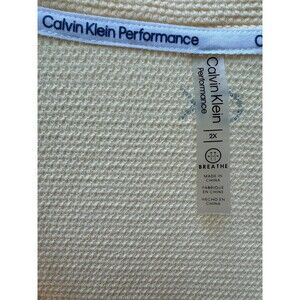 Calvin Klein Performance
C
Calvin Klein
Performance
2X
BREATHE
MADE IN
CHINA
FABRIQUÉ
EN CHINE
HECHO EN
CHINA